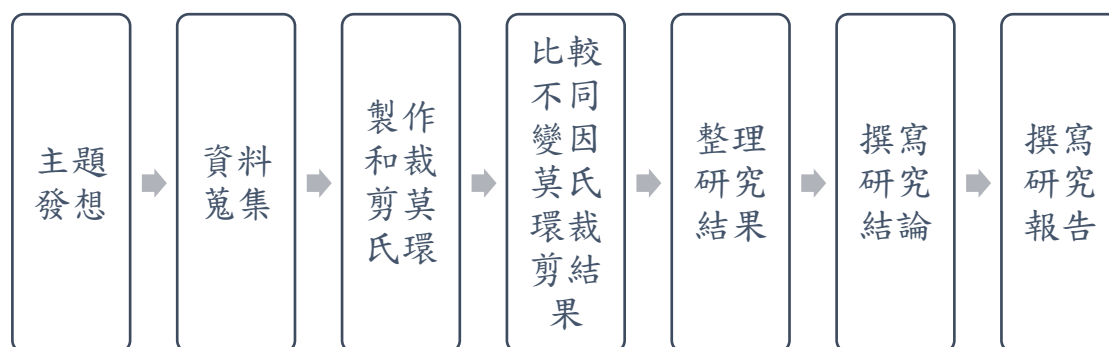 主題
發想
資料
蒐集
製作
和裁
剪莫
氏環
比較
不同
變因
莫氏
環裁
剪結
果
整理
研究
結果
撰寫
研究
結論
撰寫
研究
報告